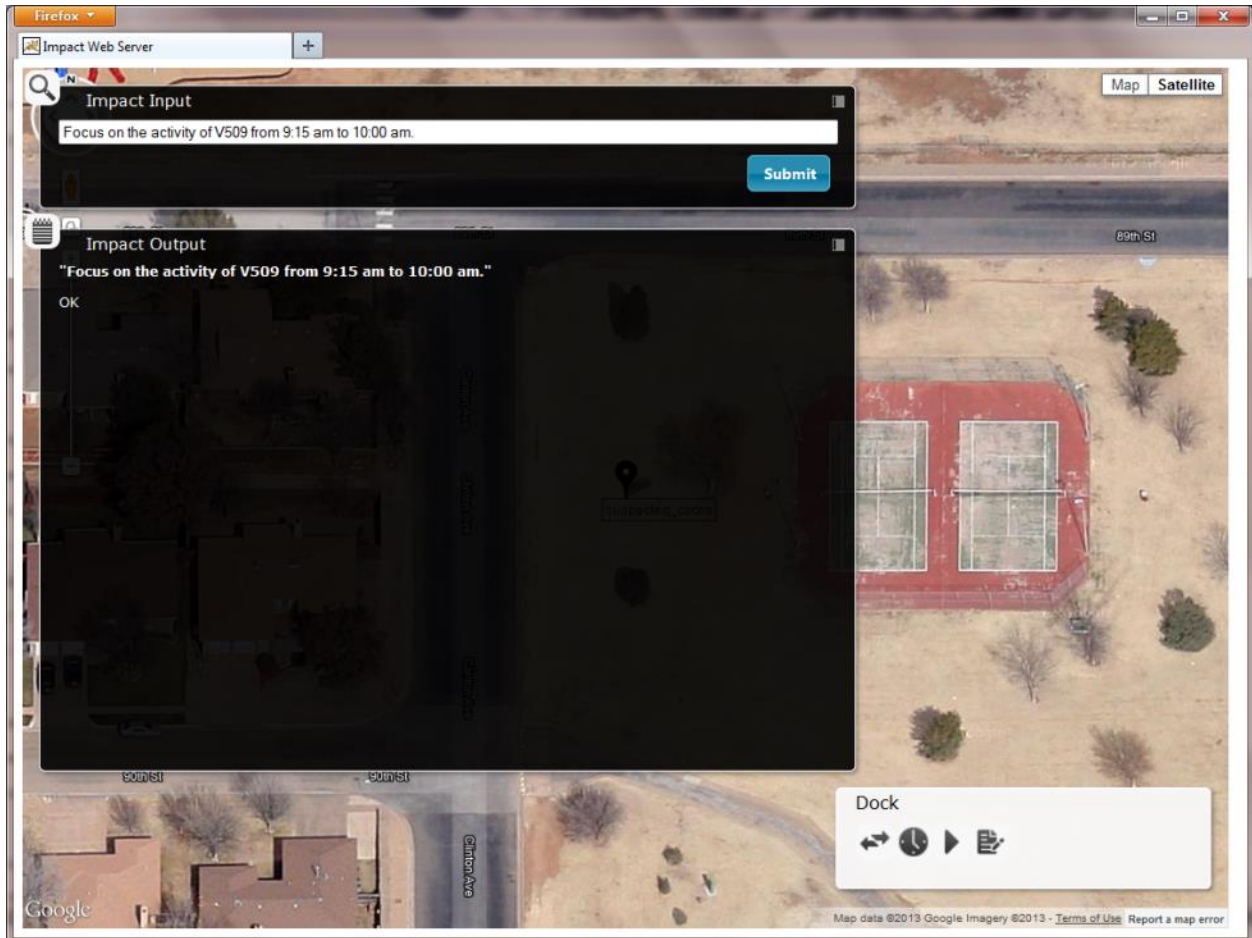 Firefox
Impact Web Server
+
N
Map
Satellite
Impact Input
Focus on the activity of V509 from 9:15 am to 10:00 am.
Submit
89th St
Impact Output
"Focus on the activity of V509 from 9:15 am to 10:00 am."
OK
90th St
90th St
Dock
Clinton Ave
Google
Map data ©2013 Google Imagery ©2013 - Terms of Use
Report a map error